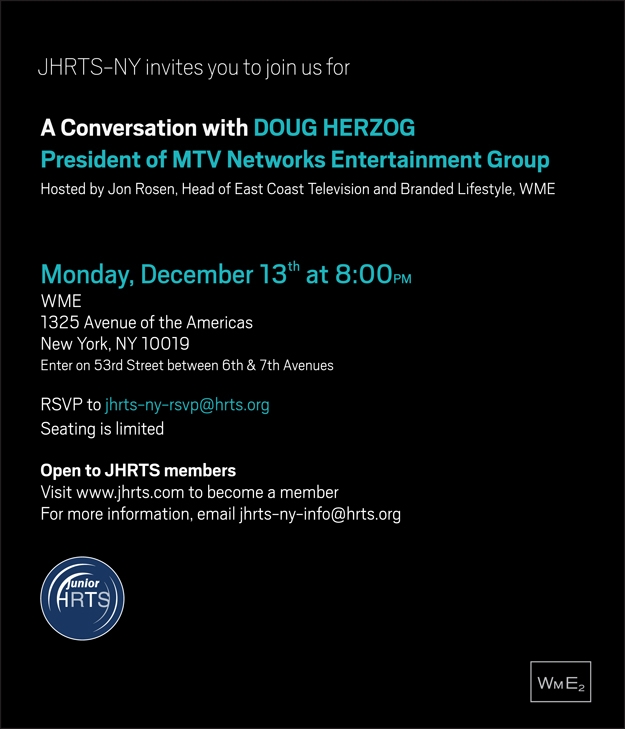 JHRTS-NY invites you to join us for
A Conversation with DOUG HERZOG
President of MTV Networks Entertainment Group
Hosted by Jon Rosen, Head of East Coast Television and Branded Lifestyle, WME
Monday, December 13th at 8:00PM
WME
1325 Avenue of the Americas
New York, NY 10019
Enter on 53rd Street between 6th & 7th Avenues
RSVP to jhrts-ny-rsvp@hrts.org
Seating is limited
Open to JHRTS members
Visit www.jhrts.com to become a member
For more information, email jhrts-ny-info@hrts.org
Junior
HRTS
WME2